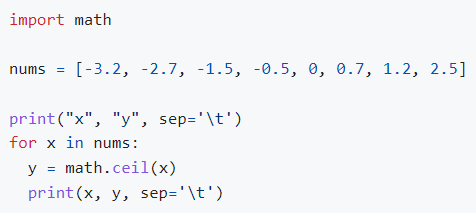 import math

nums = [-3.2, -2.7, -1.5, -0.5, 0, 0.7, 1.2, 2.5]

print("x", "y", sep='\t')
for x in nums:
  y = math.ceil(x)
  print(x, y, sep='\t')